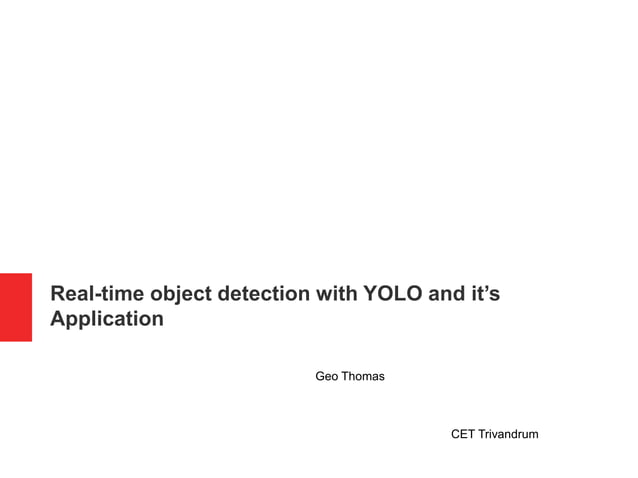 Real-time object detection with YOLO and it’s
Application
Geo Thomas
CET Trivandrum